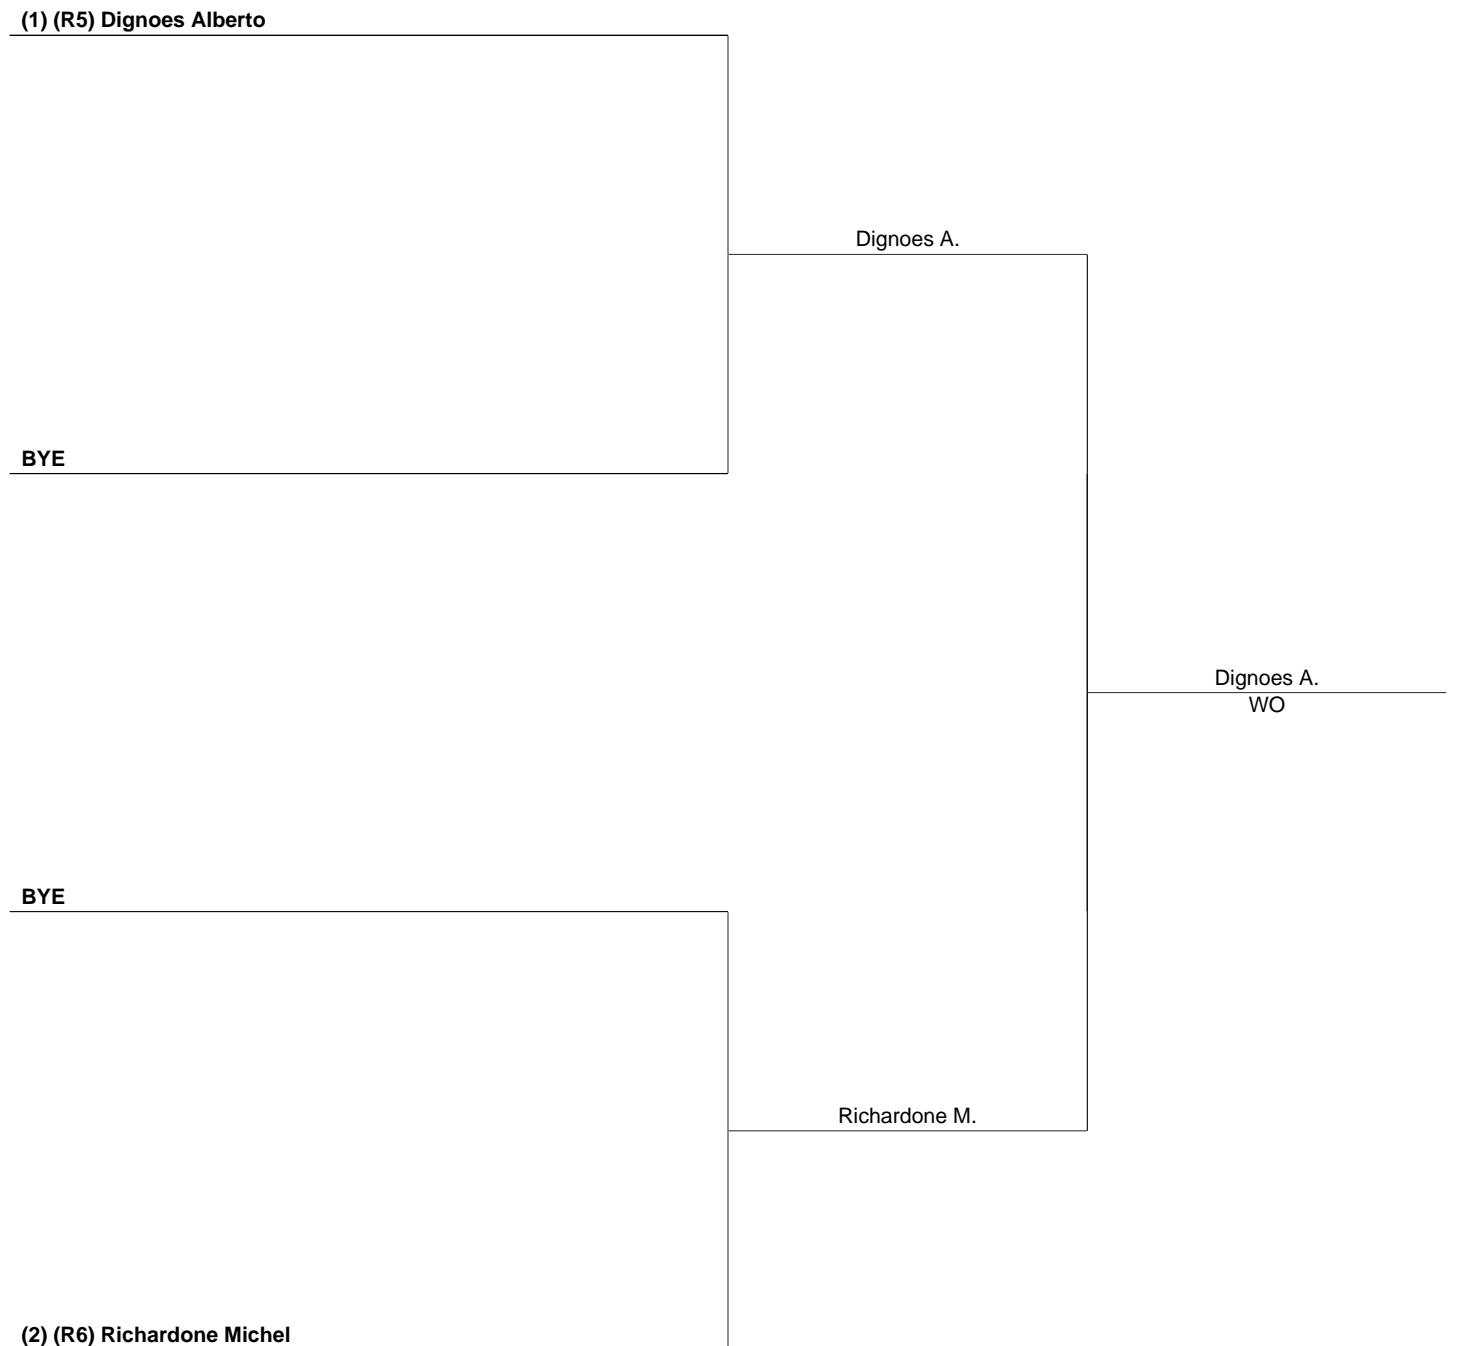 (1) (R5) Dignoes Alberto
Dignoes A.
BYE
Dignoes A.
WO
BYE
Richardone M.
(2) (R6) Richardone Michel